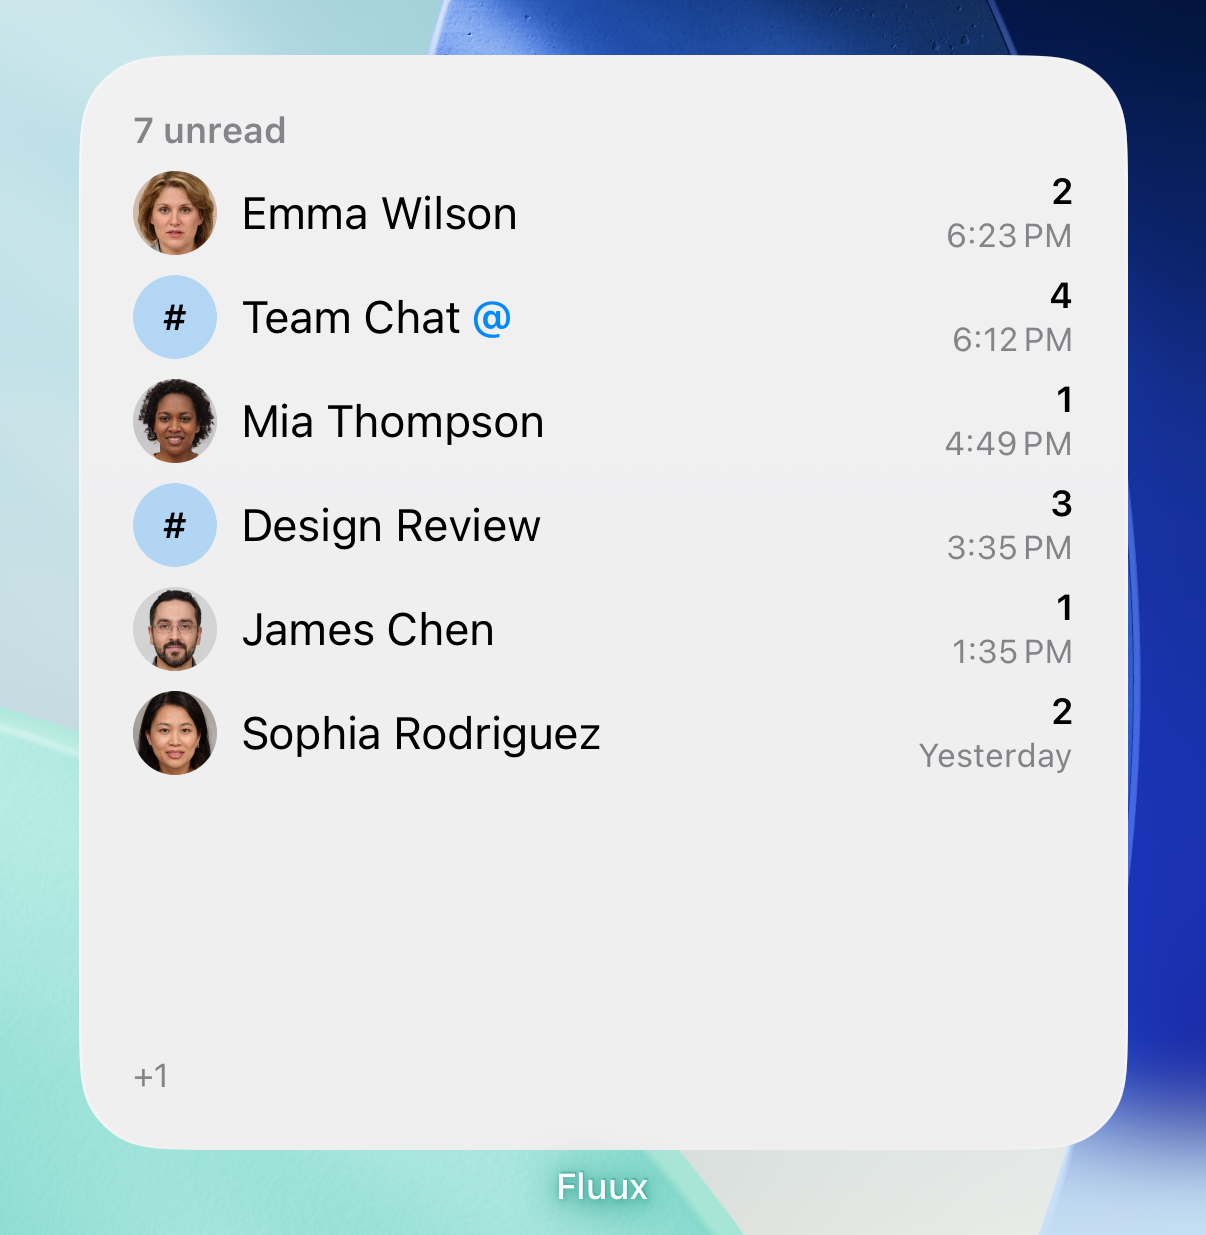 7 unread
Emma Wilson
2
6:23 PM
#
Team Chat @
4
6:12 PM
Mia Thompson
1
4:49 PM
#
Design Review
3
3:35 PM
James Chen
1
1:35 PM
Sophia Rodriguez
2
Yesterday
+1
Fluux